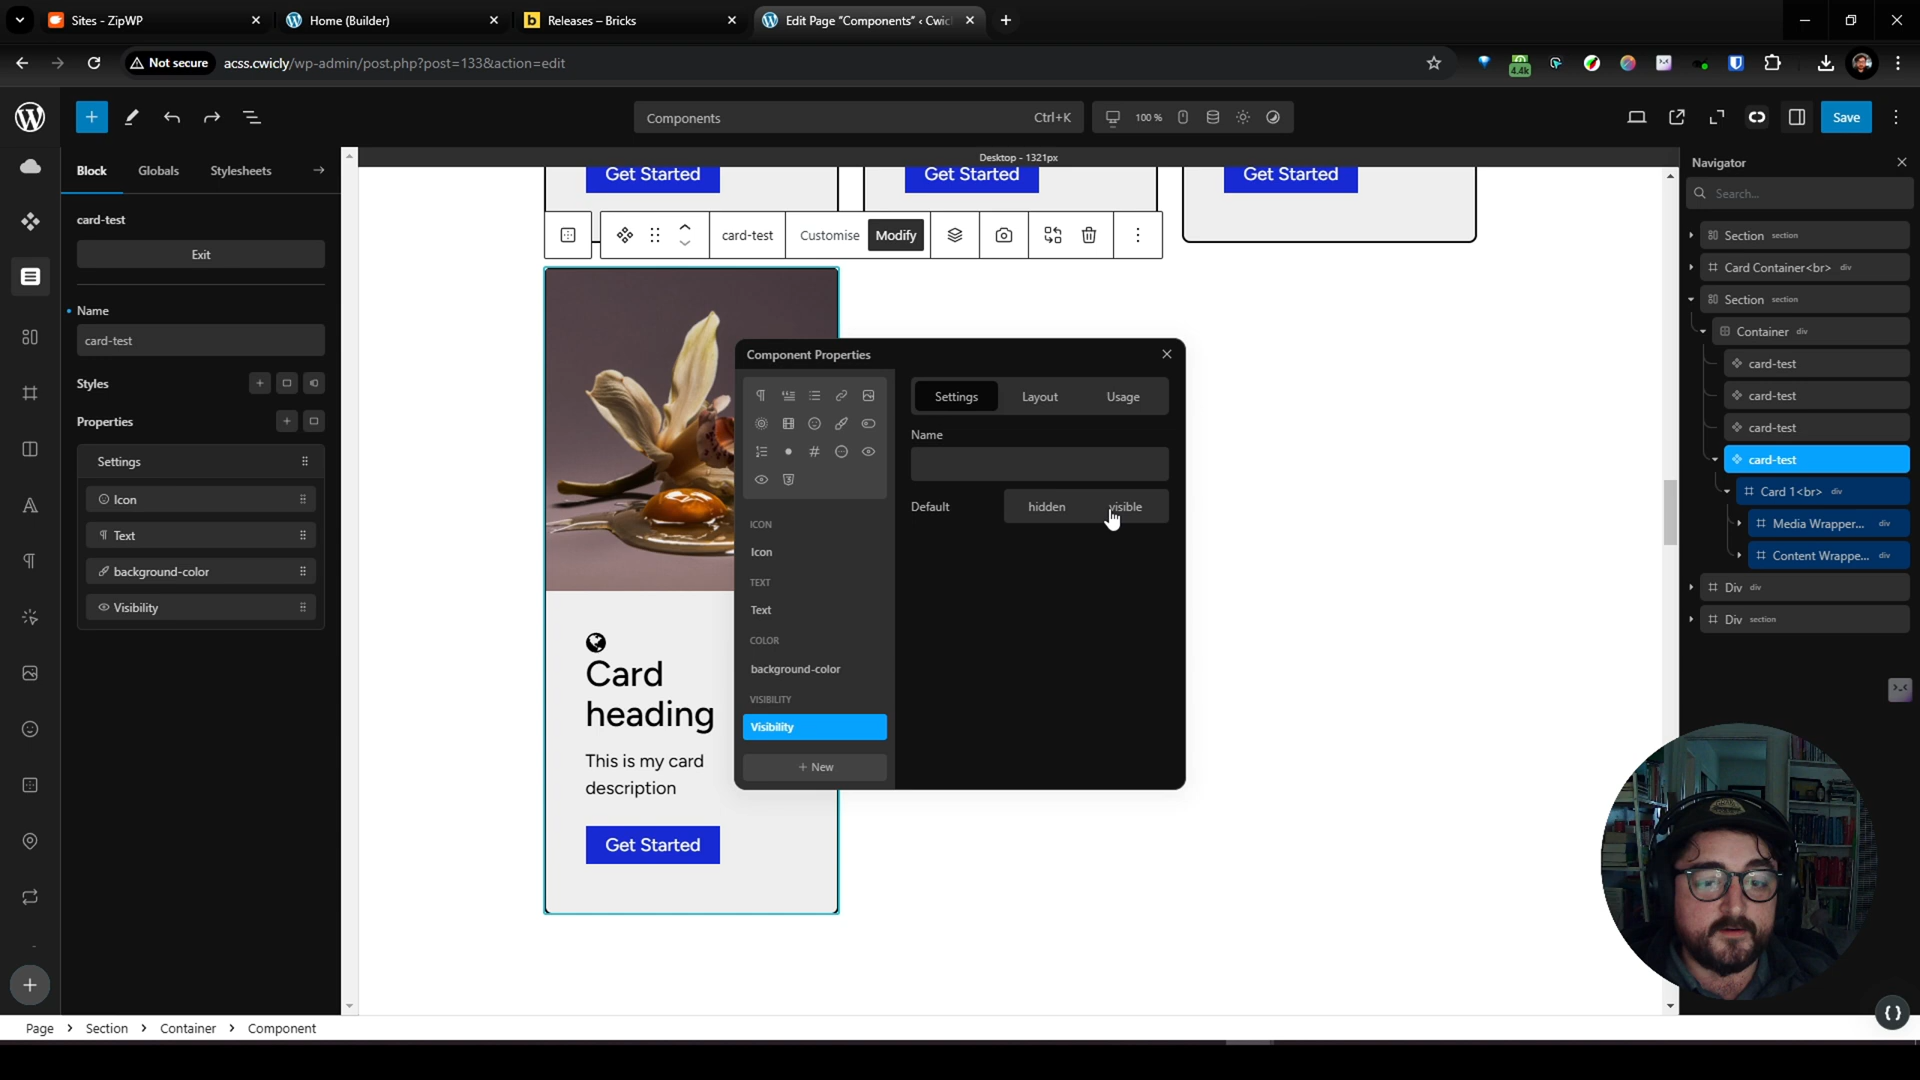 Sites - ZipWP
Home (Builder)
Releases – Bricks
Edit Page "Components" ‹ Cwicl
Not secure
acss.cwicly/wp-admin/post.php?post=133&action=edit
4.4k
Components
Ctrl+K
100 %
Save
Block
Globals
Stylesheets
card-test
Exit
Name
card-test
Styles
Properties
Settings
Icon
Text
background-color
Visibility
Desktop - 1321px
Get Started
Get Started
Get Started
card-test
Customise
Modify
Card
heading
This is my card
description
Get Started
Component Properties
ICON
Icon
TEXT
Text
COLOR
background-color
VISIBILITY
Visibility
+ New
Settings
Layout
Usage
Name
Default
hidden
visible
Navigator
Search...
Section section
Card Container<br> div
Section section
Container div
card-test
card-test
card-test
card-test
Card 1<br> div
Media Wrapper... div
Content Wrappe... div
Div div
Div section
Page > Section > Container > Component